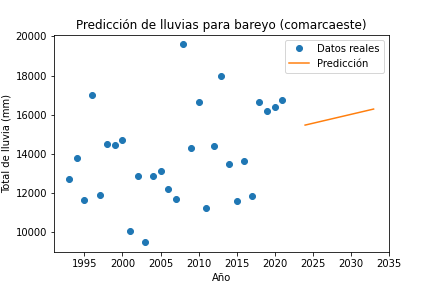 Predicción de lluvias para bareyo (comarcaeste)
Total de lluvia (mm)
20000
18000
16000
14000
12000
10000
Datos reales
Predicción
1995 2000 2005 2010 2015 2020 2025 2030 2035
Año